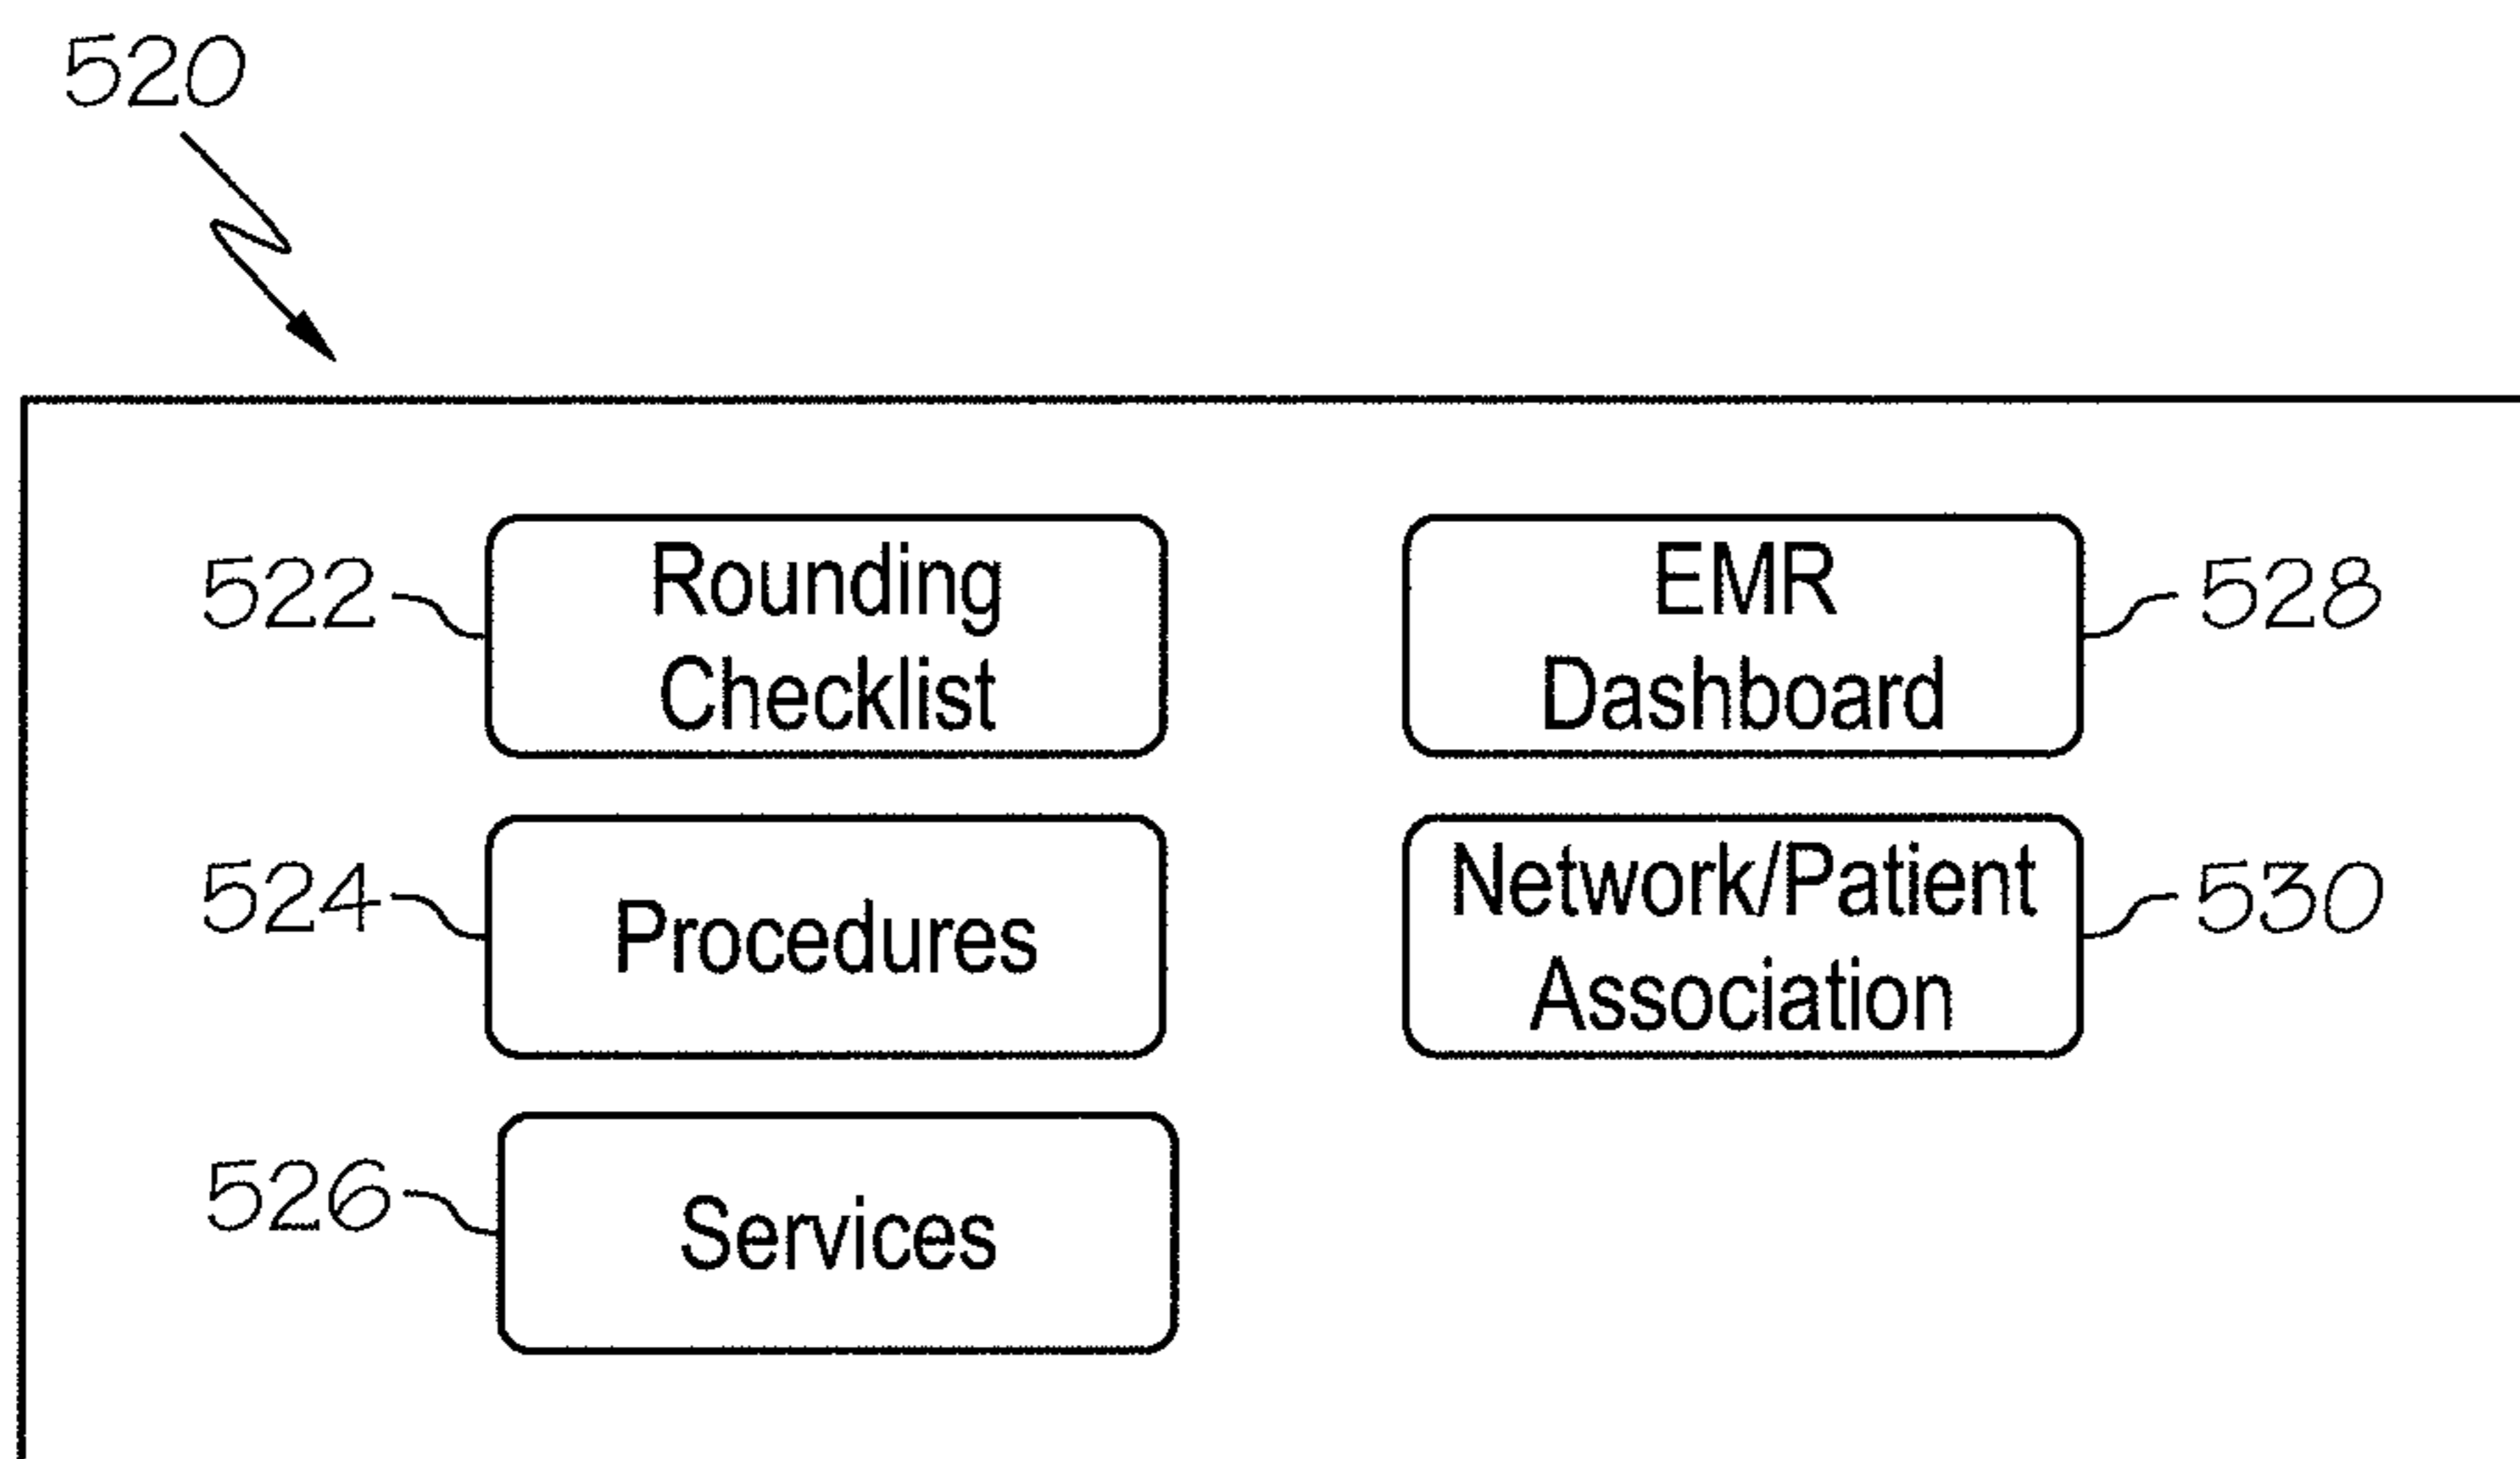 520
522
Rounding
Checklist
EMR
Dashboard
528
524
Procedures
Network/Patient
Association
530
526
Services